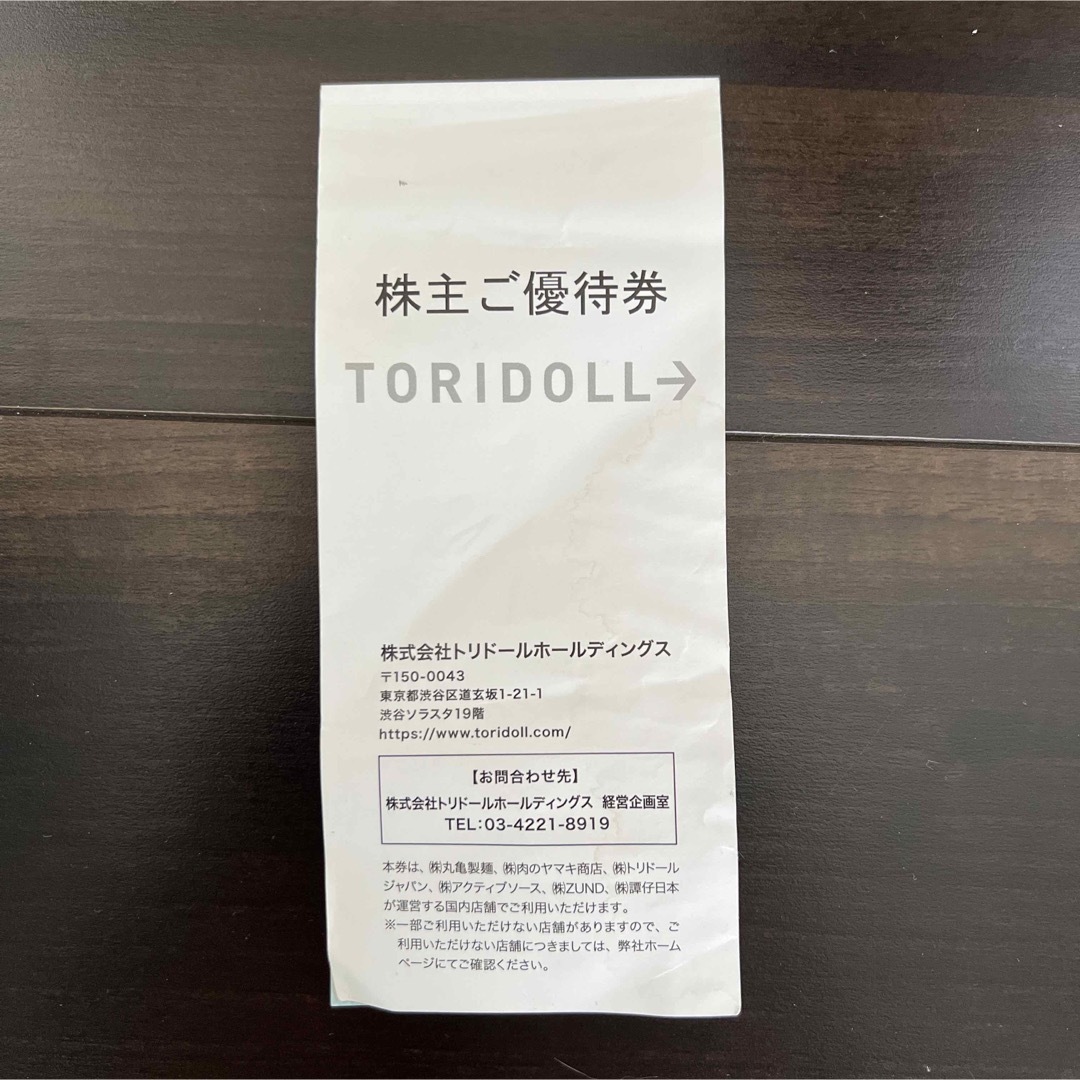 株主ご優待券
TORIDOLL→
株式会社トリドールホールディングス
〒150-0043
東京都渋谷区道玄坂1-21-1
渋谷ソラスタ19階
https://www.toridoll.com/
【お問合わせ先】
株式会社トリドールホールディングス 経営企画室
TEL:03-4221-8919
本券は、㈱丸亀製麺、㈱肉のヤマキ商店、㈱トリドール
ジャパン、㈱アクティブソース、㈱ZUND、㈱譚仔日本
が運営する国内店舗でご利用いただけます。
※一部ご利用いただけない店舗がありますので、ご
利用いただけない店舗につきましては、弊社ホーム
ページにてご確認ください。